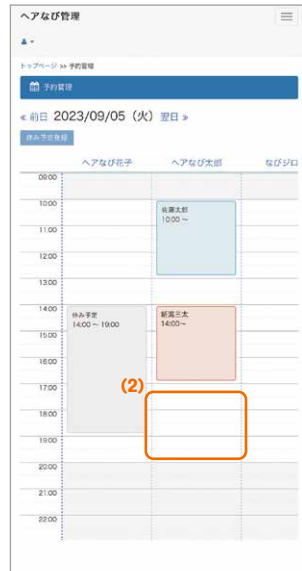 ヘアなび管理
トップページ >> 予約管理
予約管理
« 前日 2023/09/05（火）翌日 »
休み予定登録
ヘアなび花子 ヘアなび太郎 なびジロ
09:00
10:00
佐藤太郎
10:00 ～
11:00
12:00
13:00
14:00
休み予定
14:00 ～ 19:00
新潟三太
14:00～
15:00
16:00
17:00
(2)
18:00
19:00
20:00
21:00
22:00